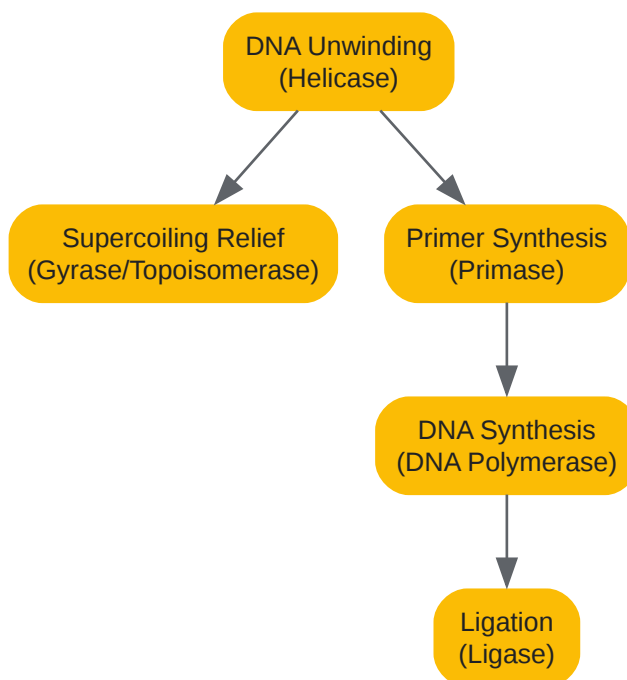 DNA Unwinding
(Helicase)
Supercoiling Relief
(Gyrase/Topoisomerase)
Primer Synthesis
(Primase)
DNA Synthesis
(DNA Polymerase)
Ligation
(Ligase)